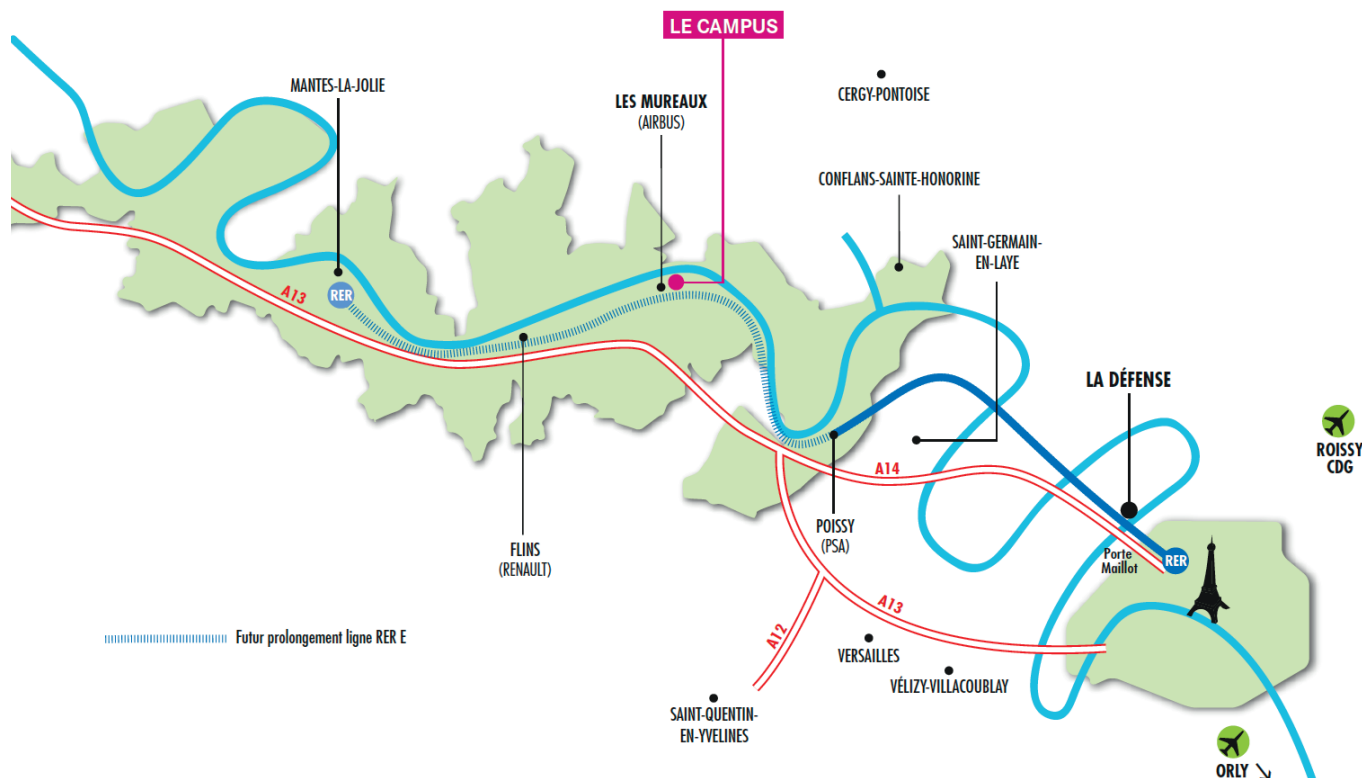 LE CAMPUS
MANTES-LA-JOLIE
LES MUREAUX
(AIRBUS)
CERGY-PONTOISE
CONFLANS-SAINTE-HONORINE
SAINT-GERMAIN-
EN-LAYE
A13
RER
LA DÉFENSE
ROISSY
CDG
A14
FLINS
(RENAULT)
POISSY
(PSA)
Porte
Maillot
RER
A13
A12
Futur prolongement ligne RER E
VERSAILLES
VÉLIZY-VILLACOUBLAY
SAINT-QUENTIN-
EN-YVELINES
ORLY